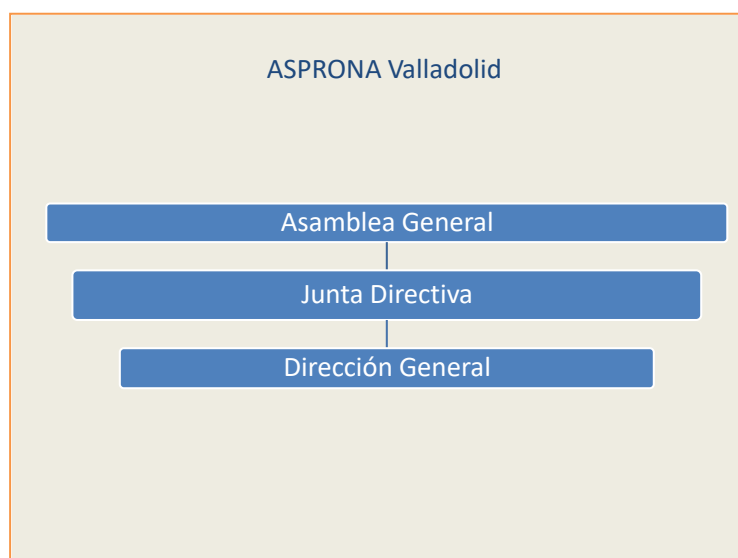 ASPRONA Valladolid
Asamblea General
Junta Directiva
Dirección General